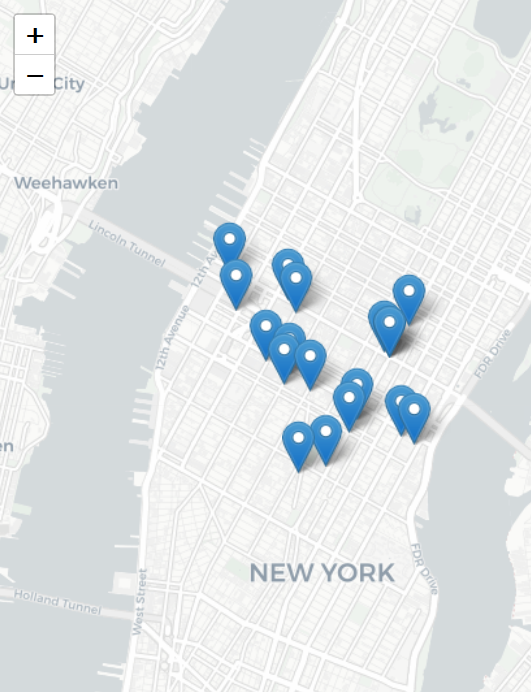 +
−
City
Weehawken
Lincoln Tunnel
12th Av
12th Avenue
FDR Drive
en
NEW YORK
FDR Drive
Holland Tunnel
West Street